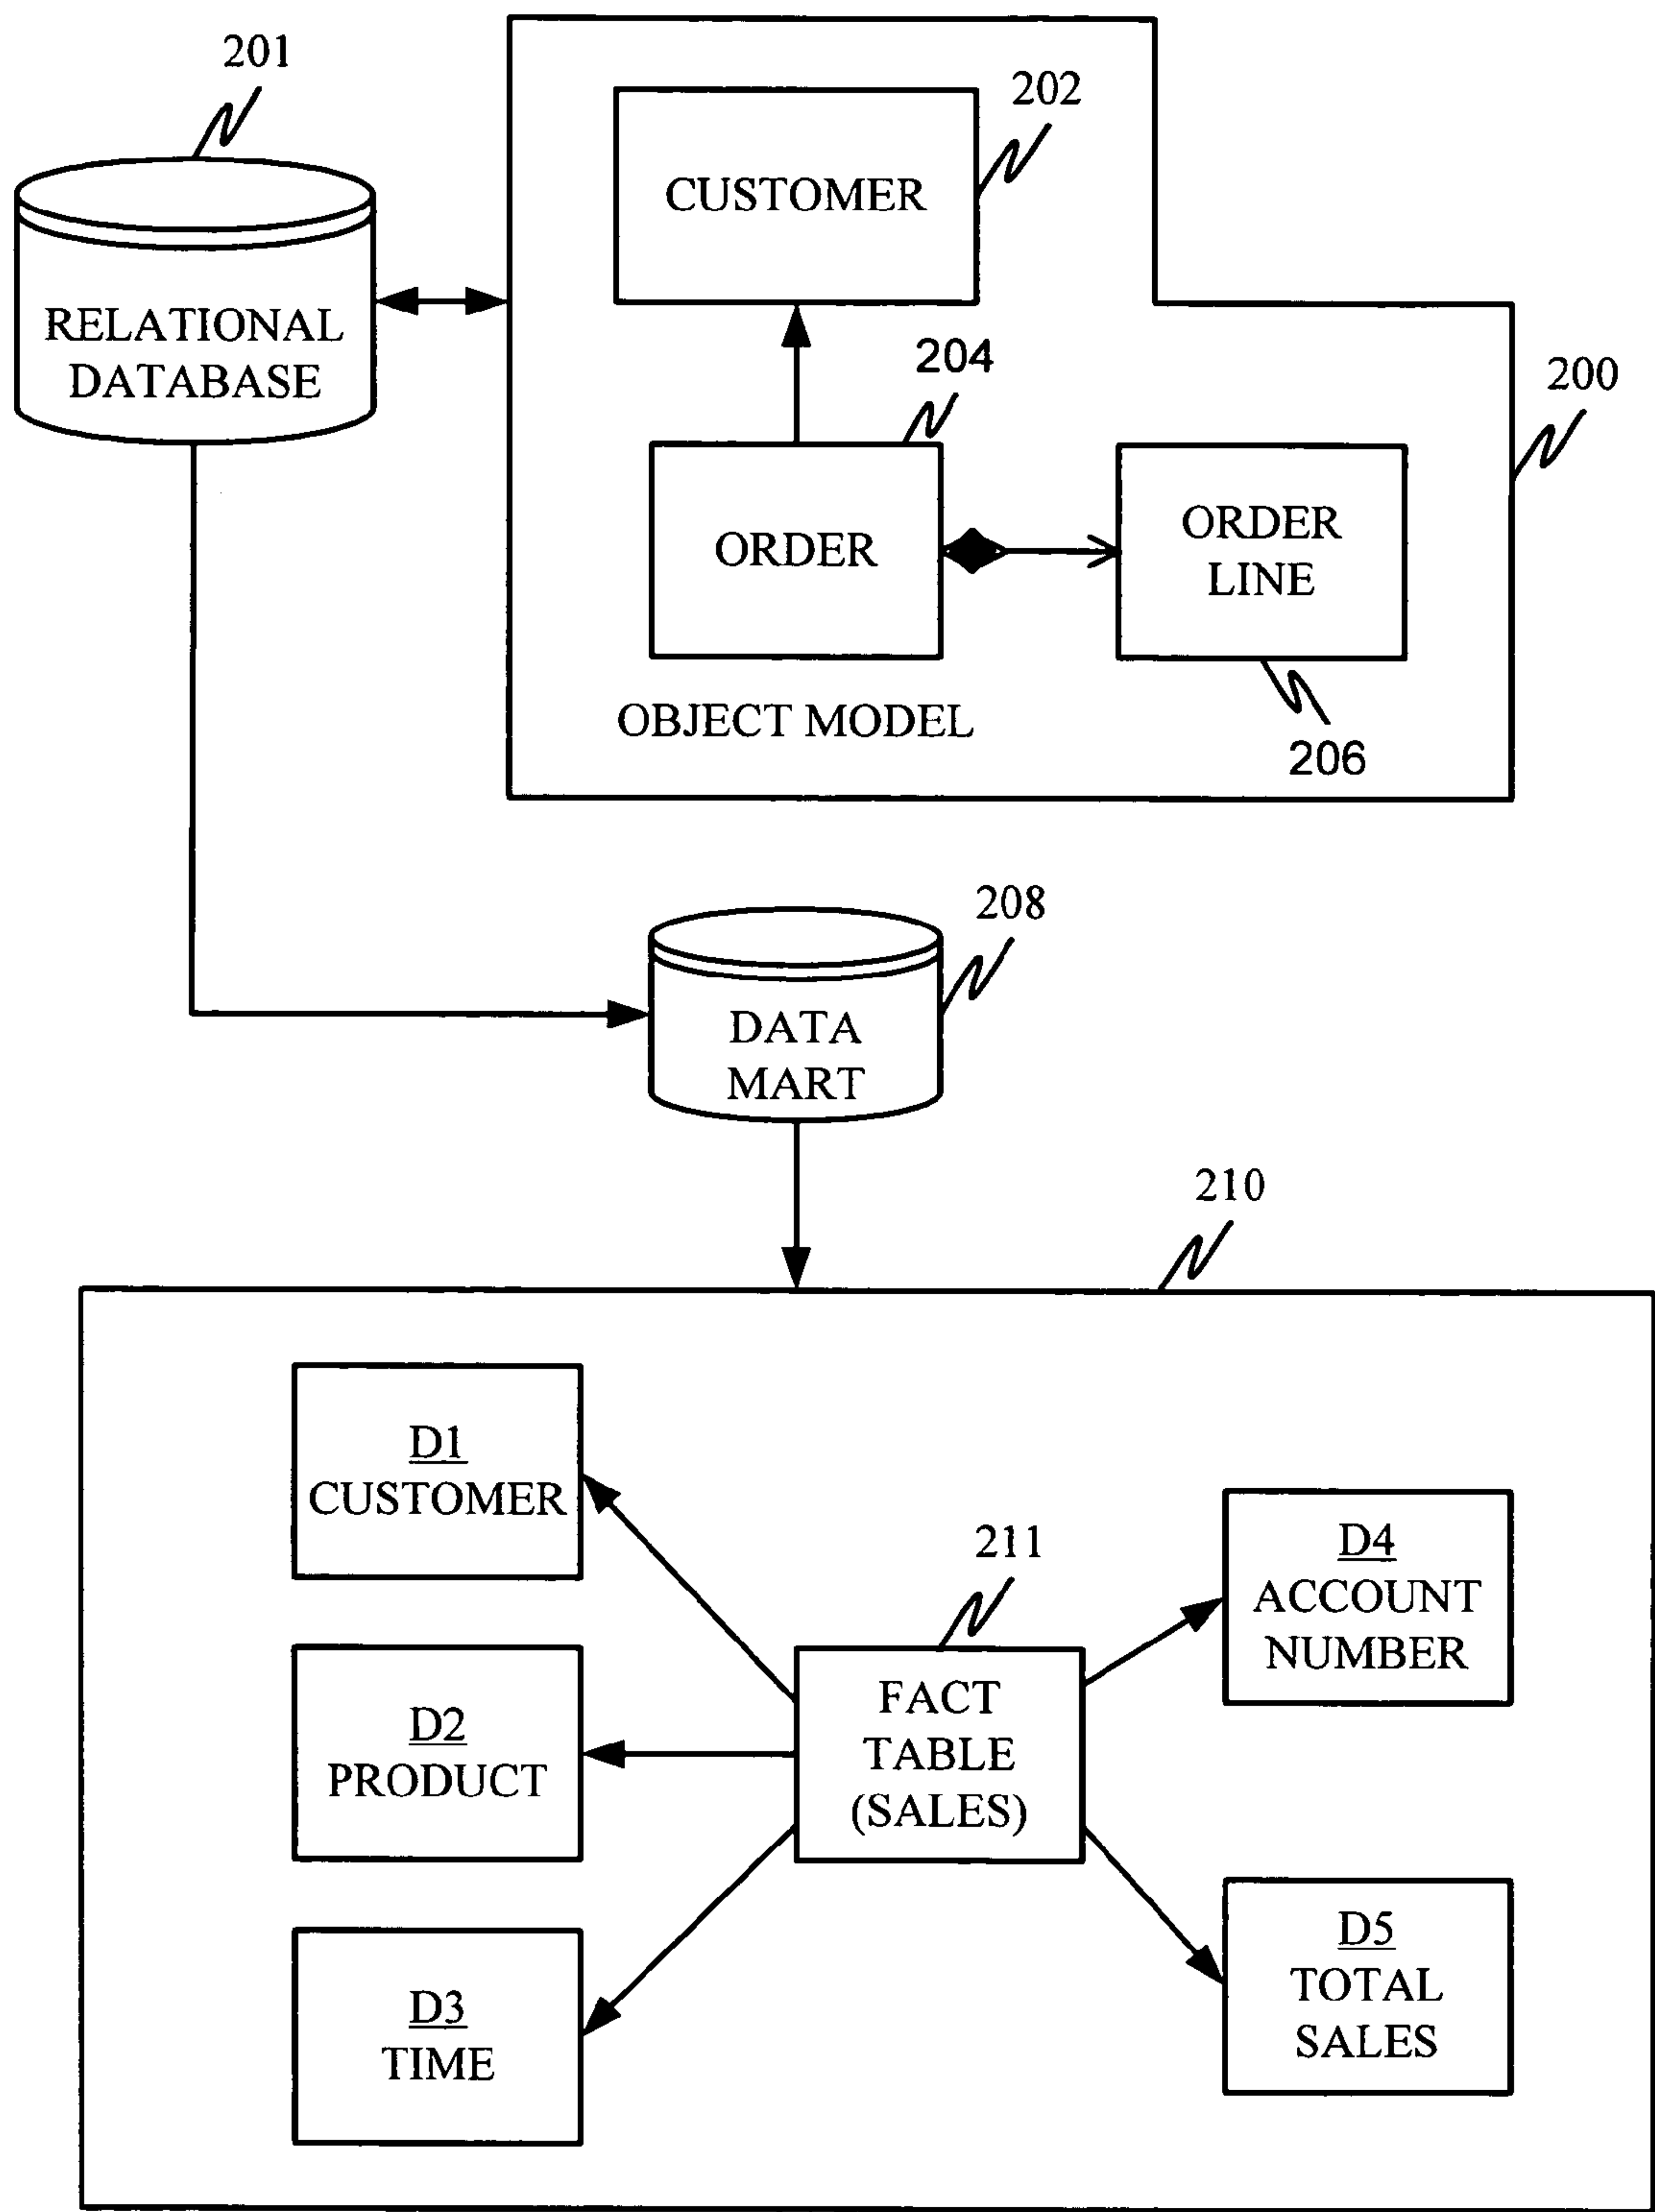 201
202
CUSTOMER
RELATIONAL
DATABASE
204
200
ORDER
ORDER
LINE
OBJECT MODEL
206
208
DATA
MART
210
D1
CUSTOMER
211
D4
ACCOUNT
NUMBER
FACT
TABLE
(SALES)
D2
PRODUCT
D5
TOTAL
SALES
D3
TIME